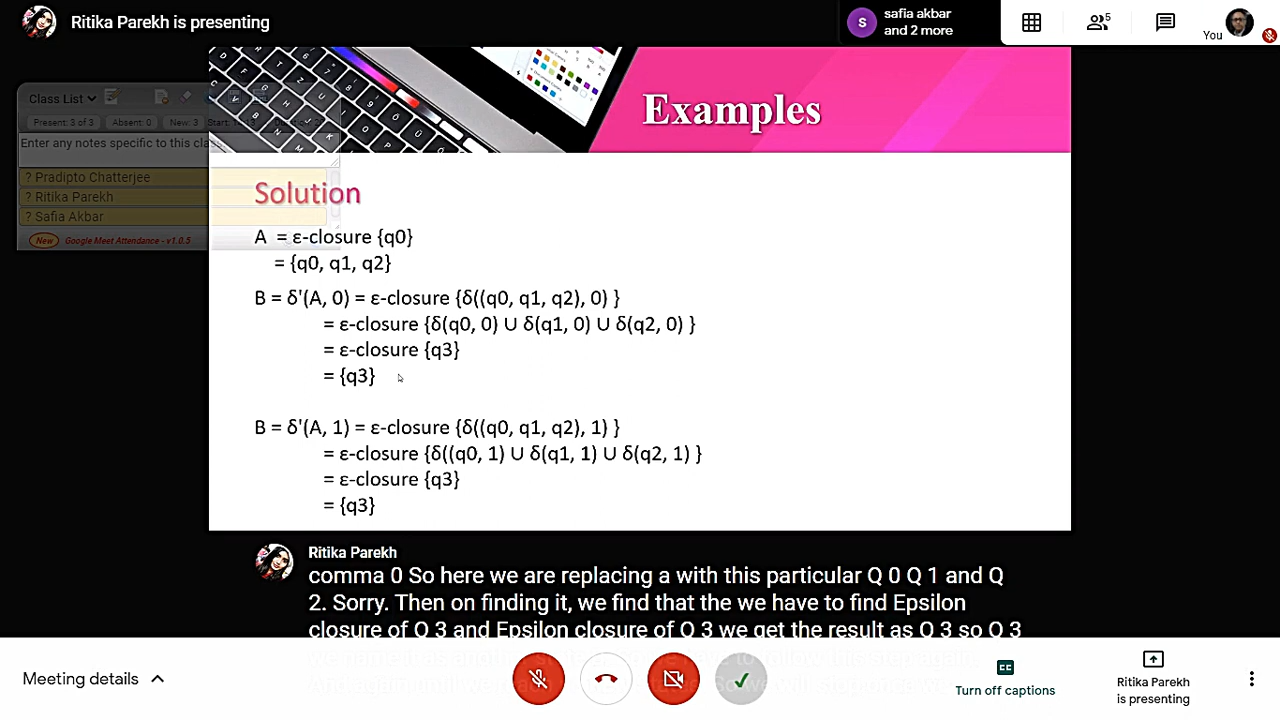 Ritika Parekh is presenting
S
safia akbar
and 2 more
5
You
Class List
Present: 3 of 3 Absent: 0 New: 3 Start:
Enter any notes specific to this class
? Pradipto Chatterjee
? Ritika Parekh
? Safia Akbar
New Google Meet Attendance - v1.0.5
Examples
Solution
A = ε-closure {q0}
= {q0, q1, q2}
B = δ'(A, 0) = ε-closure {δ((q0, q1, q2), 0) }
= ε-closure {δ(q0, 0) ∪ δ(q1, 0) ∪ δ(q2, 0) }
= ε-closure {q3}
= {q3}
B = δ'(A, 1) = ε-closure {δ((q0, q1, q2), 1) }
= ε-closure {δ((q0, 1) ∪ δ(q1, 1) ∪ δ(q2, 1) }
= ε-closure {q3}
= {q3}
Ritika Parekh
comma 0 So here we are replacing a with this particular Q 0 Q 1 and Q
2. Sorry. Then on finding it, we find that the we have to find Epsilon
closure of Q 3 and Epsilon closure of Q 3 we get the result as Q 3 so Q 3
Meeting details
CC
Turn off captions
Ritika Parekh
is presenting